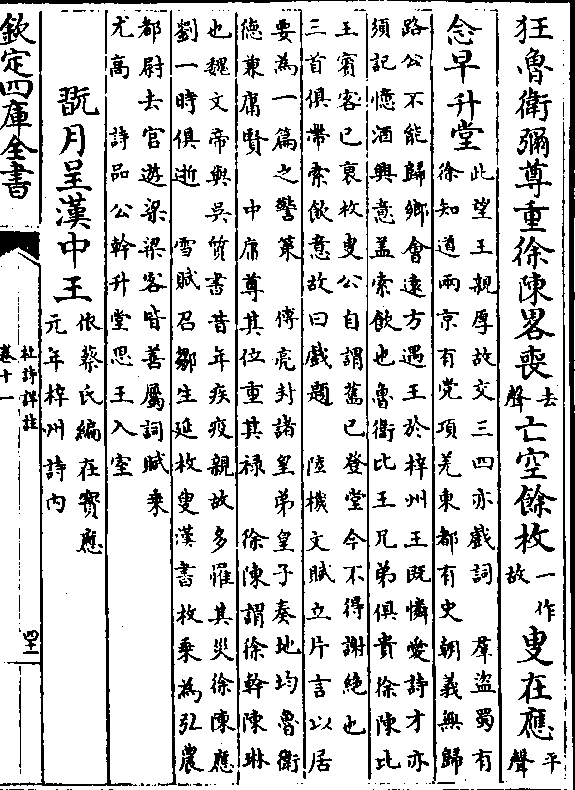 狂魯衛彌尊重徐陳畧喪去聲亡空餘枚一作故叟在應平聲
念早升堂此望王親厚故交三四亦戲詞　羣盜蜀有
徐知道兩京有党項羌東都有史朝義無歸
路公不能歸鄉會遠方遇王於梓州王既憐愛詩才亦
須記憶酒興意盖索飲也魯衛比王兄弟俱貴徐陳比
王賓客已衰枚叟公自謂舊已登堂今不得謝絶也
三首俱帶索飲意故曰戲題　陸機文賦立片言以居
要為一篇之警策　傅亮封諸皇弟皇子奏地均魯衛
德兼庸賢　中庸尊其位重其禄　徐陳謂徐幹陳琳
也魏文帝與吳質書昔年疾疫親故多罹其災徐陳應
劉一時俱逝　雪賦召鄒生延枚叟漢書枚乘為弘農
都尉去官遊梁梁客皆善屬詞賦乘
尤高　詩品公幹升堂思王入室
翫月呈漢中王依蔡氏編在寶應
元年梓州詩内
欽定四庫全書
杜詩詳註
卷十一